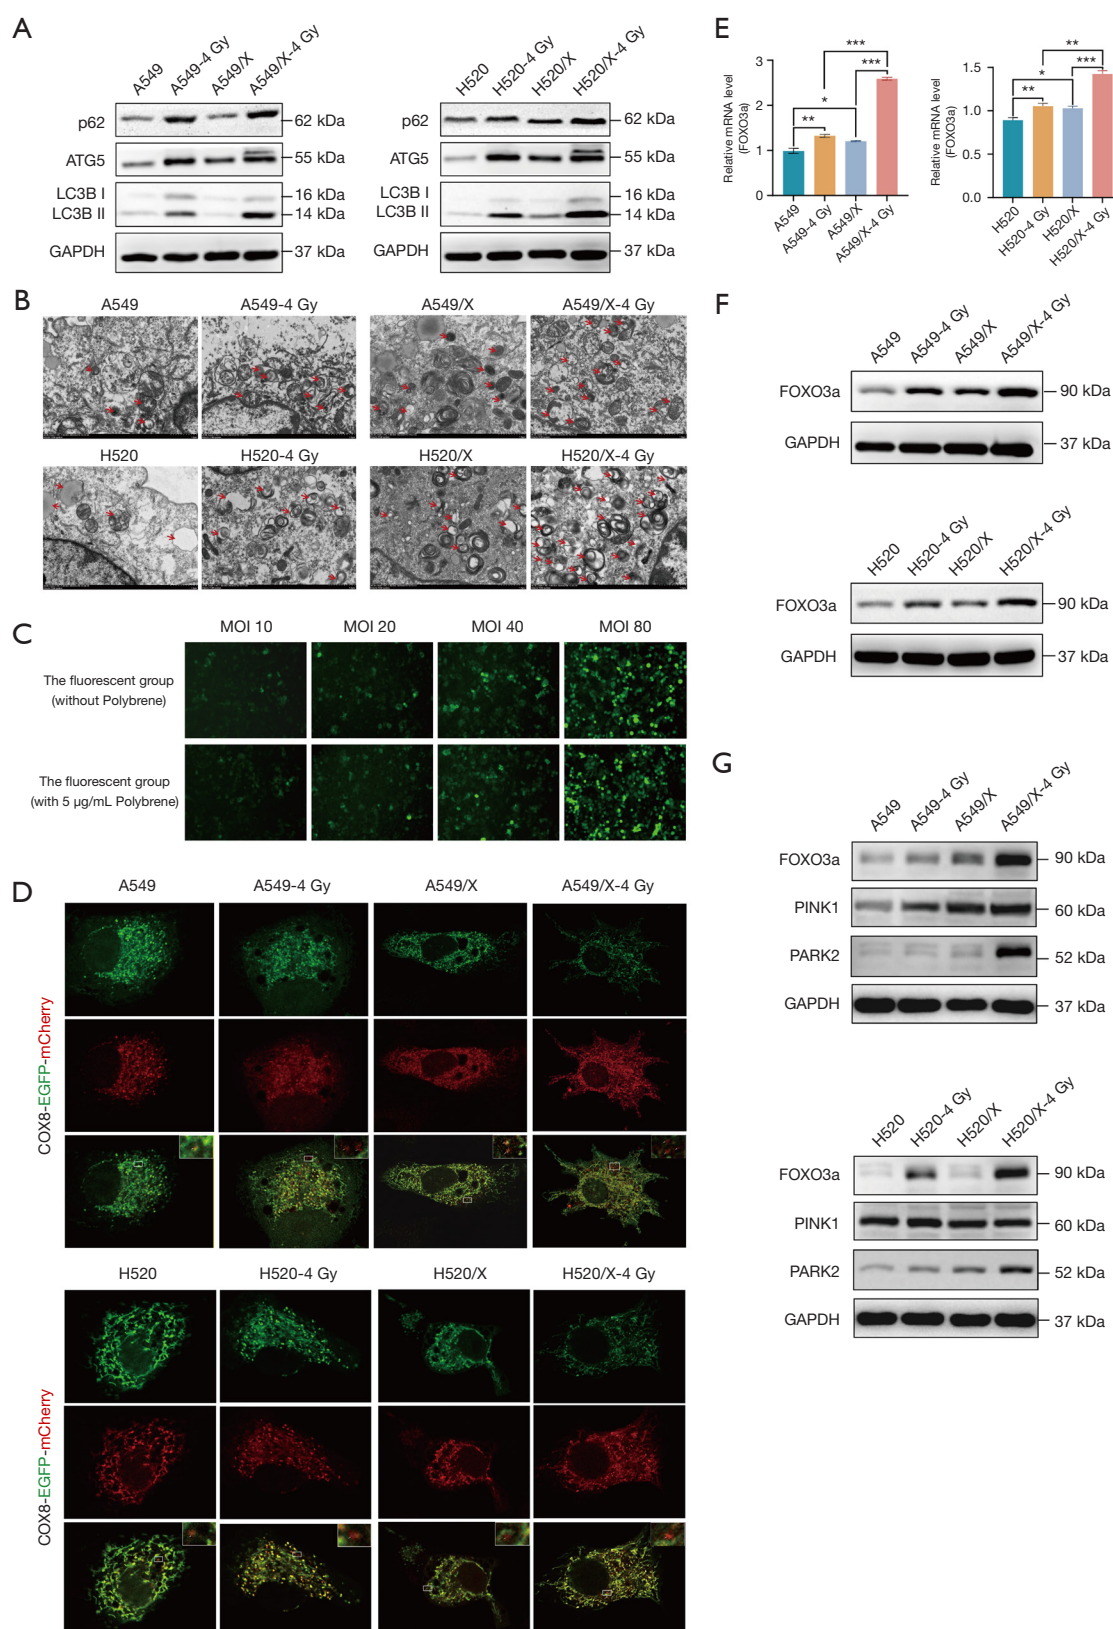 A
A549
A549-4 Gy
A549/X
A549/X-4 Gy
p62
62 kDa
ATG5
55 kDa
LC3B I
16 kDa
LC3B II
14 kDa
GAPDH
37 kDa
H520
H520-4 Gy
H520/X
H520/X-4 Gy
p62
62 kDa
ATG5
55 kDa
LC3B I
16 kDa
LC3B II
14 kDa
GAPDH
37 kDa
B
A549
A549-4 Gy
A549/X
A549/X-4 Gy
H520
H520-4 Gy
H520/X
H520/X-4 Gy
C
MOI 10
MOI 20
MOI 40
MOI 80
The fluorescent group
(without Polybrene)
The fluorescent group
(with 5 μg/mL Polybrene)
D
A549
A549-4 Gy
A549/X
A549/X-4 Gy
COX8-EGFP-mCherry
H520
H520-4 Gy
H520/X
H520/X-4 Gy
COX8-EGFP-mCherry
E
Relative mRNA level
(FOXO3a)
3
2
1
0
**
*
***
***
A549
A549-4 Gy
A549/X
A549/X-4 Gy
Relative mRNA level
(FOXO3a)
1.5
1.0
0.5
0.0
**
*
***
**
H520
H520-4 Gy
H520/X
H520/X-4 Gy
F
A549
A549-4 Gy
A549/X
A549/X-4 Gy
FOXO3a
90 kDa
GAPDH
37 kDa
H520
H520-4 Gy
H520/X
H520/X-4 Gy
FOXO3a
90 kDa
GAPDH
37 kDa
G
A549
A549-4 Gy
A549/X
A549/X-4 Gy
FOXO3a
90 kDa
PINK1
60 kDa
PARK2
52 kDa
GAPDH
37 kDa
H520
H520-4 Gy
H520/X
H520/X-4 Gy
FOXO3a
90 kDa
PINK1
60 kDa
PARK2
52 kDa
GAPDH
37 kDa